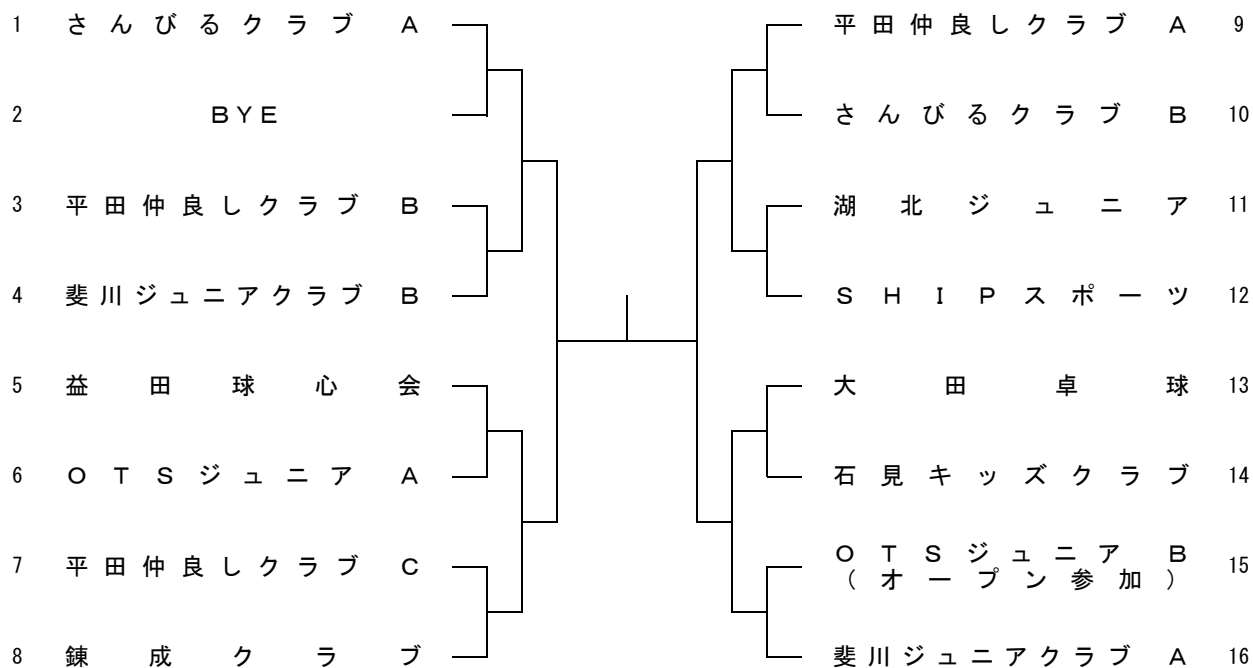 1 さんびるクラブ A
2 BYE
3 平田仲良しクラブ B
4 斐川ジュニアクラブ B
5 益田球心会
6 OTSジュニア A
7 平田仲良しクラブ C
8 錬成クラブ
平田仲良しクラブ A 9
さんびるクラブ B 10
湖北ジュニア 11
SHIPスポーツ 12
大田卓球 13
石見キッズクラブ 14
OTSジュニア B 15
(オープン参加)
斐川ジュニアクラブ A 16